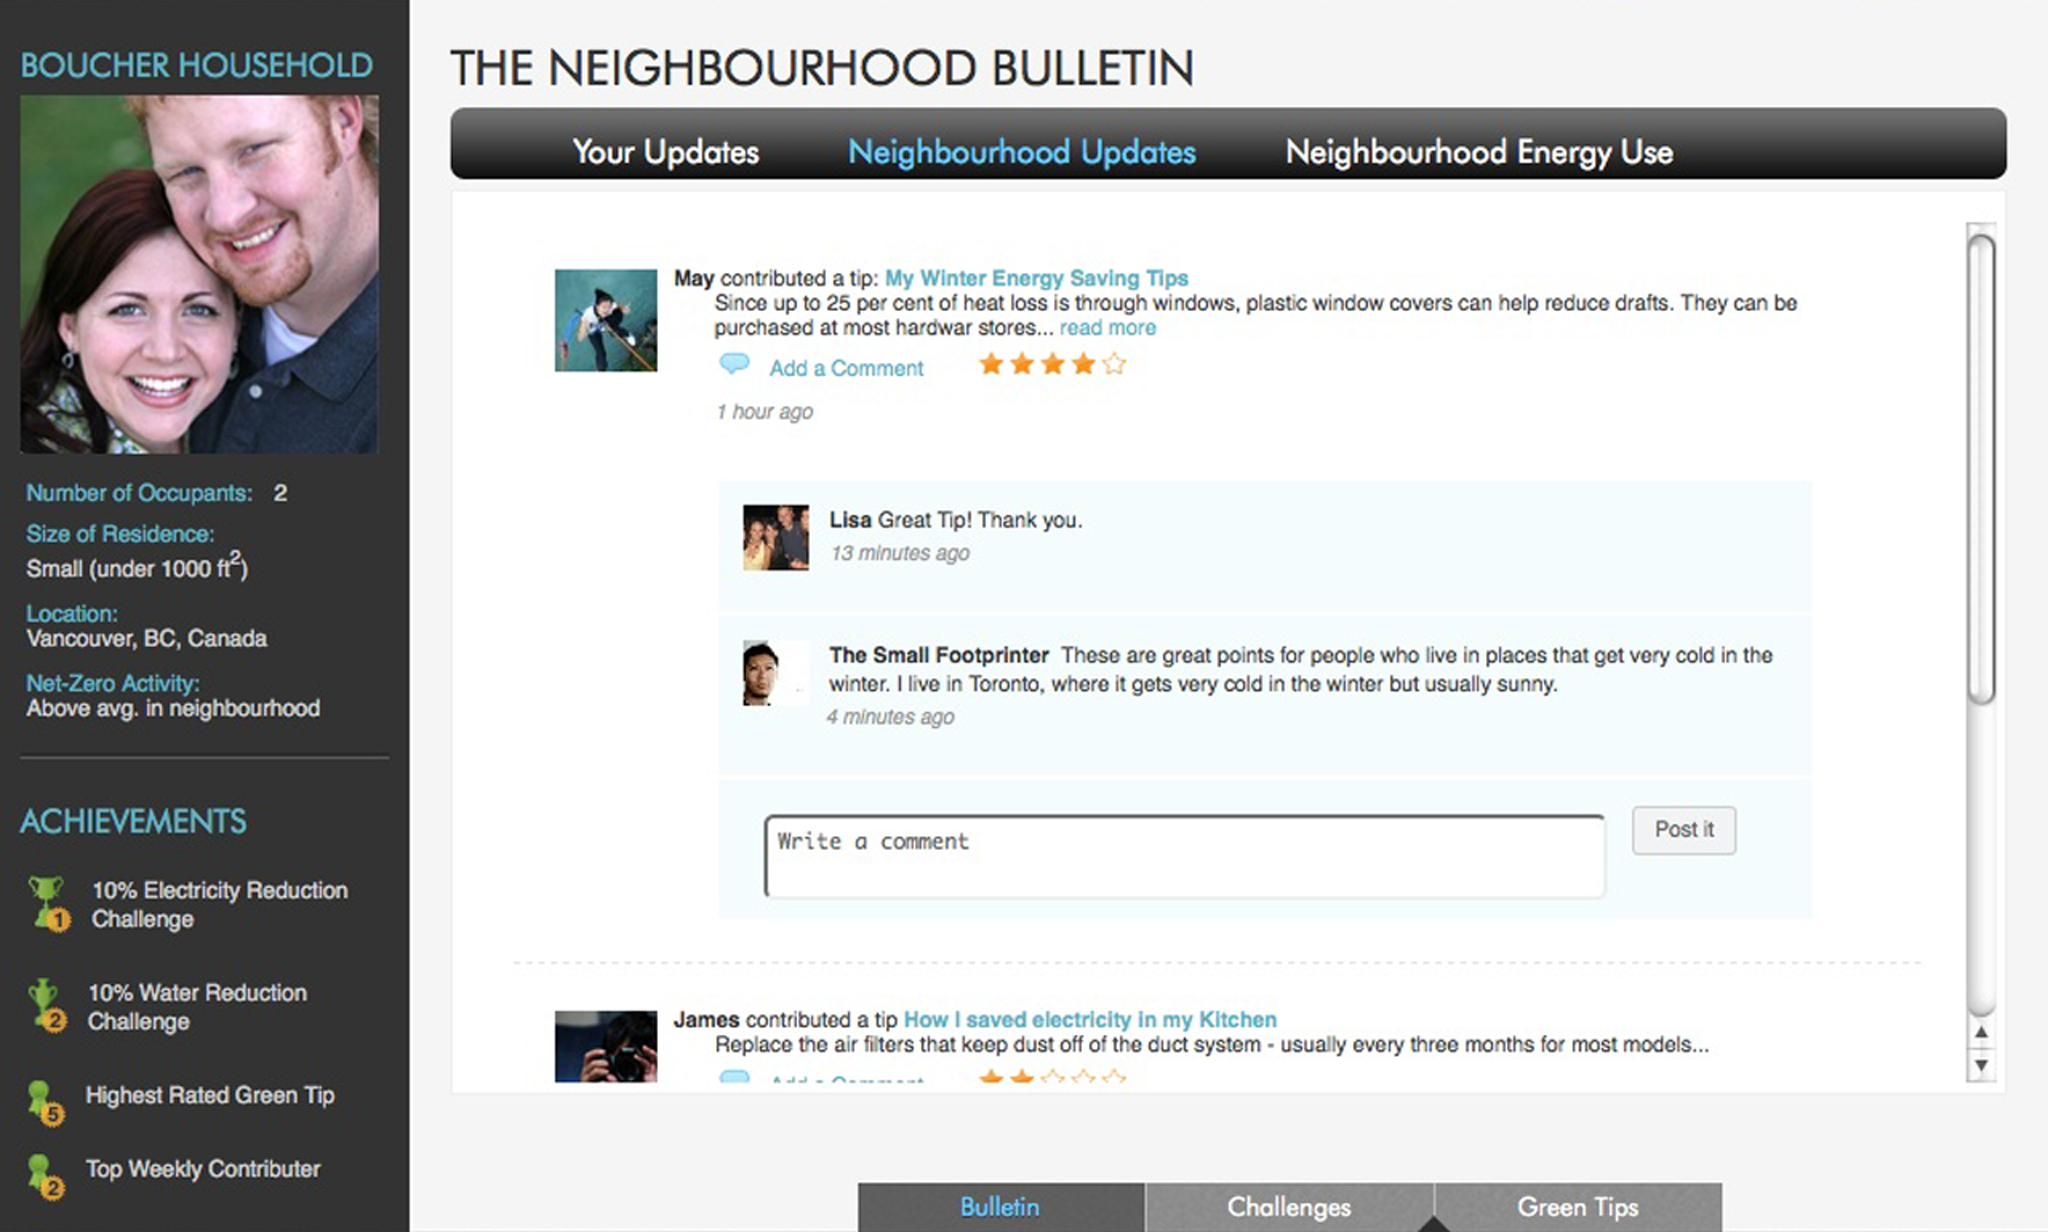 BOUCHER HOUSEHOLD
Number of Occupants: 2
Size of Residence:
Small (under 1000 ft²)
Location:
Vancouver, BC, Canada
Net-Zero Activity:
Above avg. in neighbourhood
ACHIEVEMENTS
1
10% Electricity Reduction
Challenge
2
10% Water Reduction
Challenge
5
Highest Rated Green Tip
2
Top Weekly Contributer
THE NEIGHBOURHOOD BULLETIN
Your Updates Neighbourhood Updates Neighbourhood Energy Use
May contributed a tip: My Winter Energy Saving Tips
Since up to 25 per cent of heat loss is through windows, plastic window covers can help reduce drafts. They can be
purchased at most hardwar stores... read more
Add a Comment
1 hour ago
Lisa Great Tip! Thank you.
13 minutes ago
The Small Footprinter These are great points for people who live in places that get very cold in the
winter. I live in Toronto, where it gets very cold in the winter but usually sunny.
4 minutes ago
Write a comment
Post it
James contributed a tip How I saved electricity in my Kitchen
Replace the air filters that keep dust off of the duct system - usually every three months for most models...
Add a Comment
Bulletin Challenges Green Tips